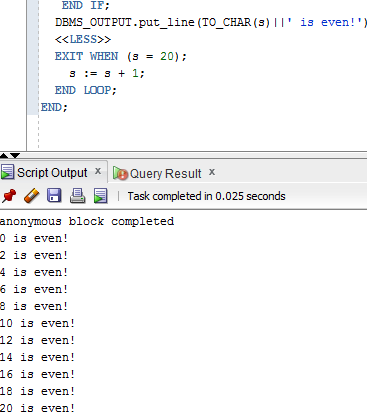 END IF;
DBMS_OUTPUT.put_line(TO_CHAR(s)||' is even!')
<<LESS>>
EXIT WHEN (s = 20);
s := s + 1;
END LOOP;
END;
Script Output x Query Result x
Task completed in 0.025 seconds
anonymous block completed
0 is even!
2 is even!
4 is even!
6 is even!
8 is even!
10 is even!
12 is even!
14 is even!
16 is even!
18 is even!
20 is even!